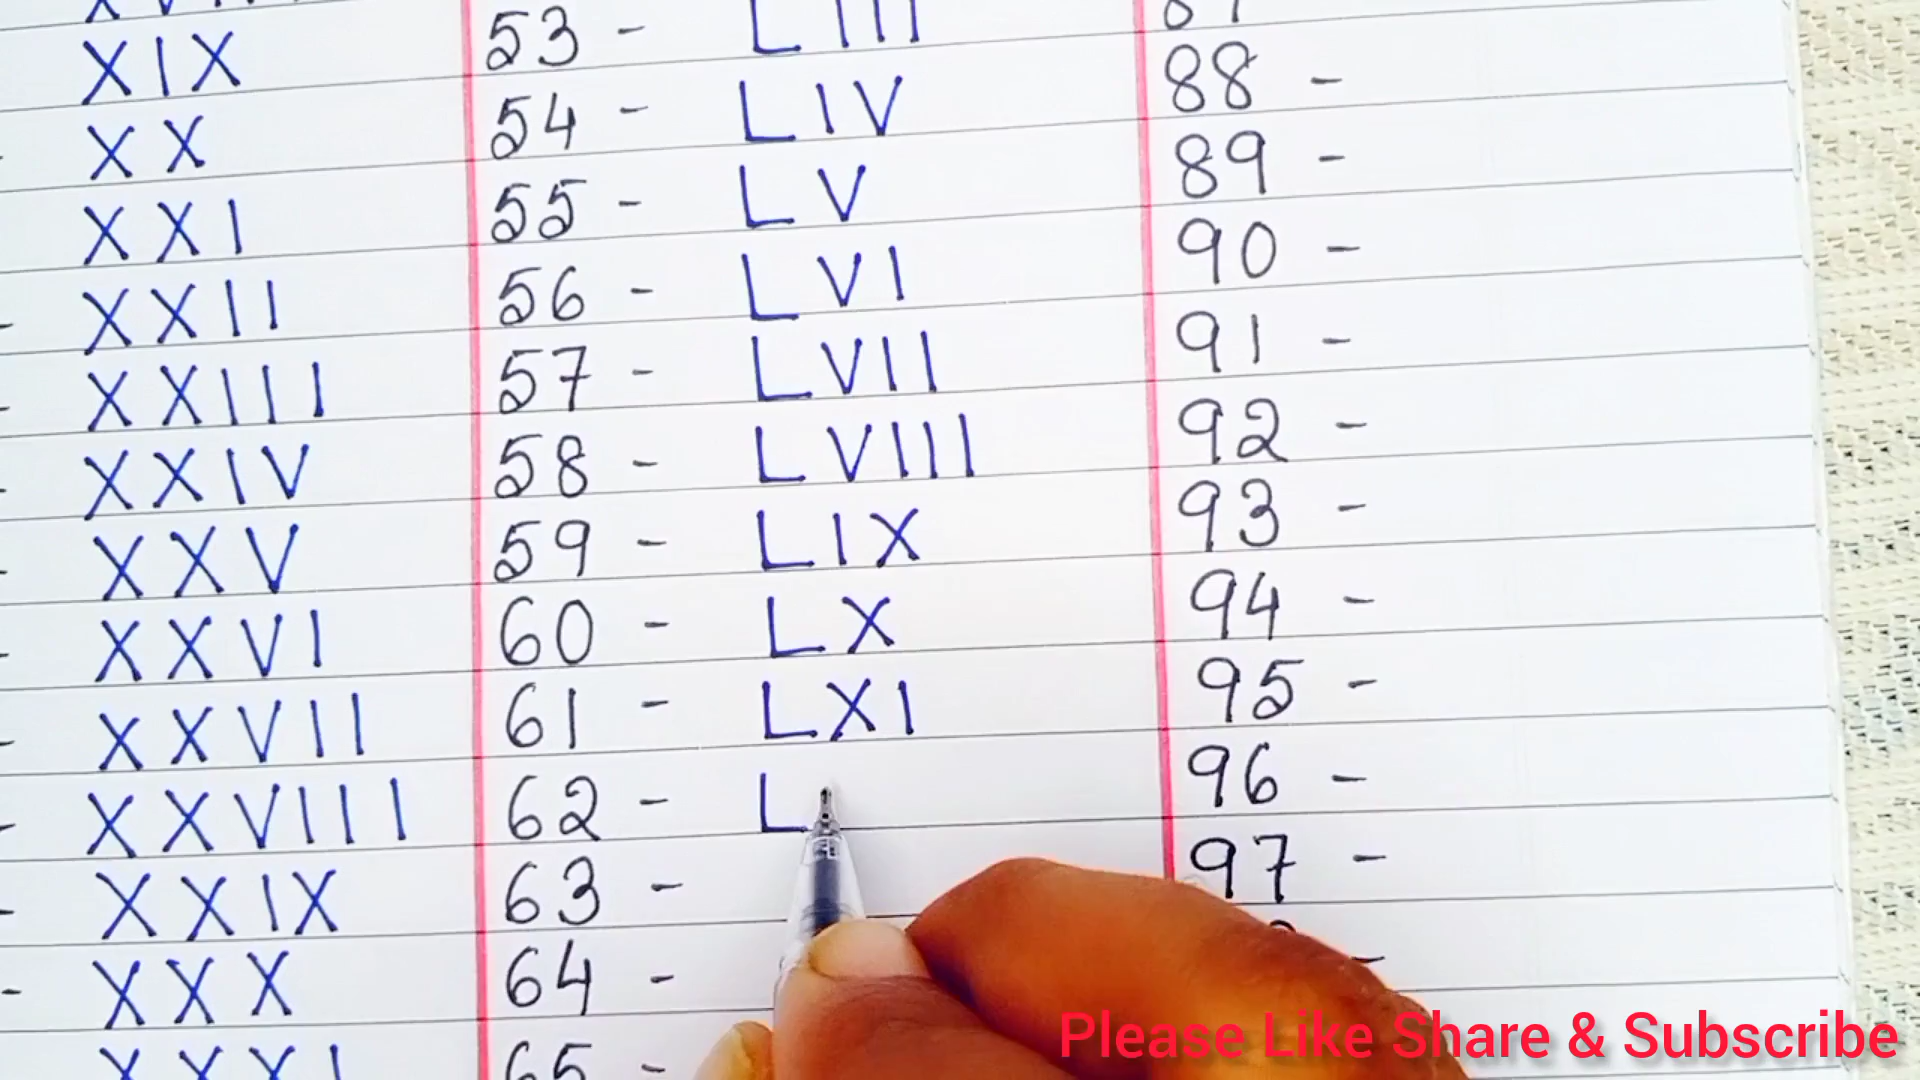 XIX
XX
XXI
XXII
XXIII
XXIV
XXV
XXVI
XXVII
XXVIII
XXIX
XXX
XXXI
53 - LIII
54 - LIV
55 - LV
56 - LVI
57 - LVII
58 - LVIII
59 - LIX
60 - LX
61 - LXI
62 - L
63 -
64 -
65 -
88 -
89 -
90 -
91 -
92 -
93 -
94 -
95 -
96 -
97 -
Please Like Share & Subscribe